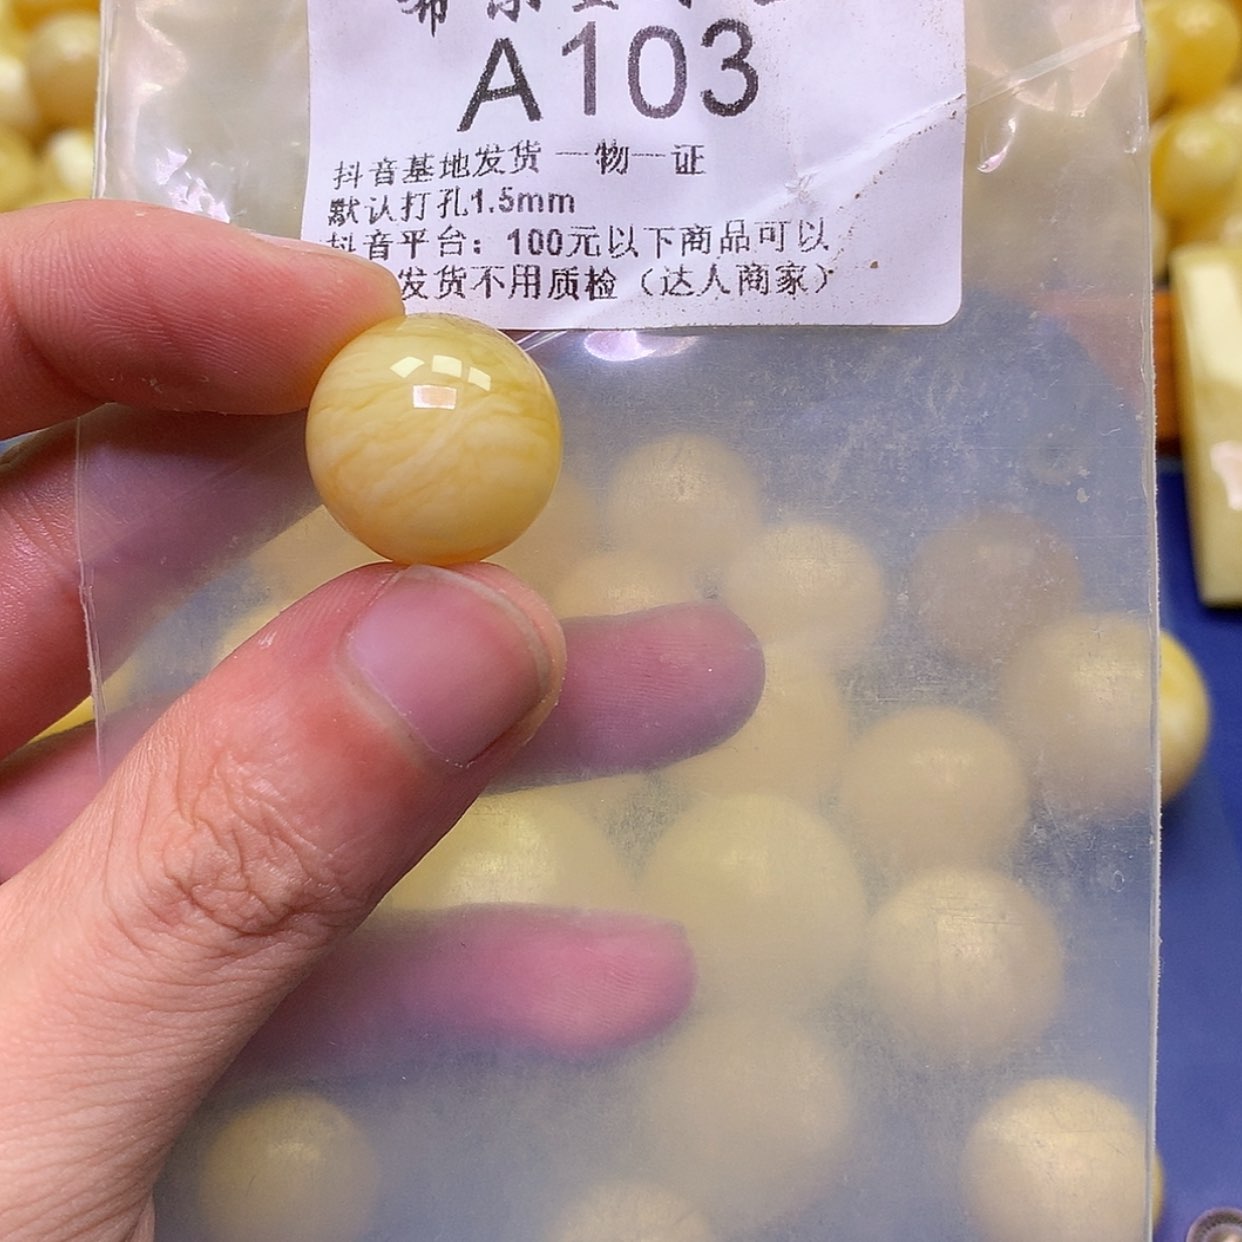 A103
抖音基地发货 一物一证
默认打孔1.5mm
抖音平台：100元以下商品可以
发货不用质检（达人商家）